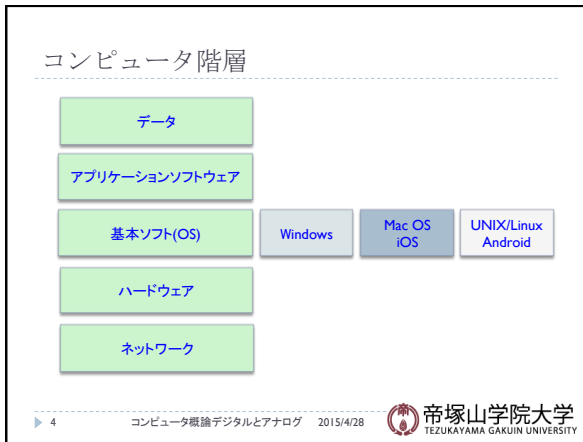 コンピュータ階層
データ
アプリケーションソフトウェア
基本ソフト(OS)
Windows
Mac OS
iOS
UNIX/Linux
Android
ハードウェア
ネットワーク
4 コンピュータ概論デジタルとアナログ 2015/4/28
帝塚山学院大学
TEZUKAYAMA GAKUIN UNIVERSITY